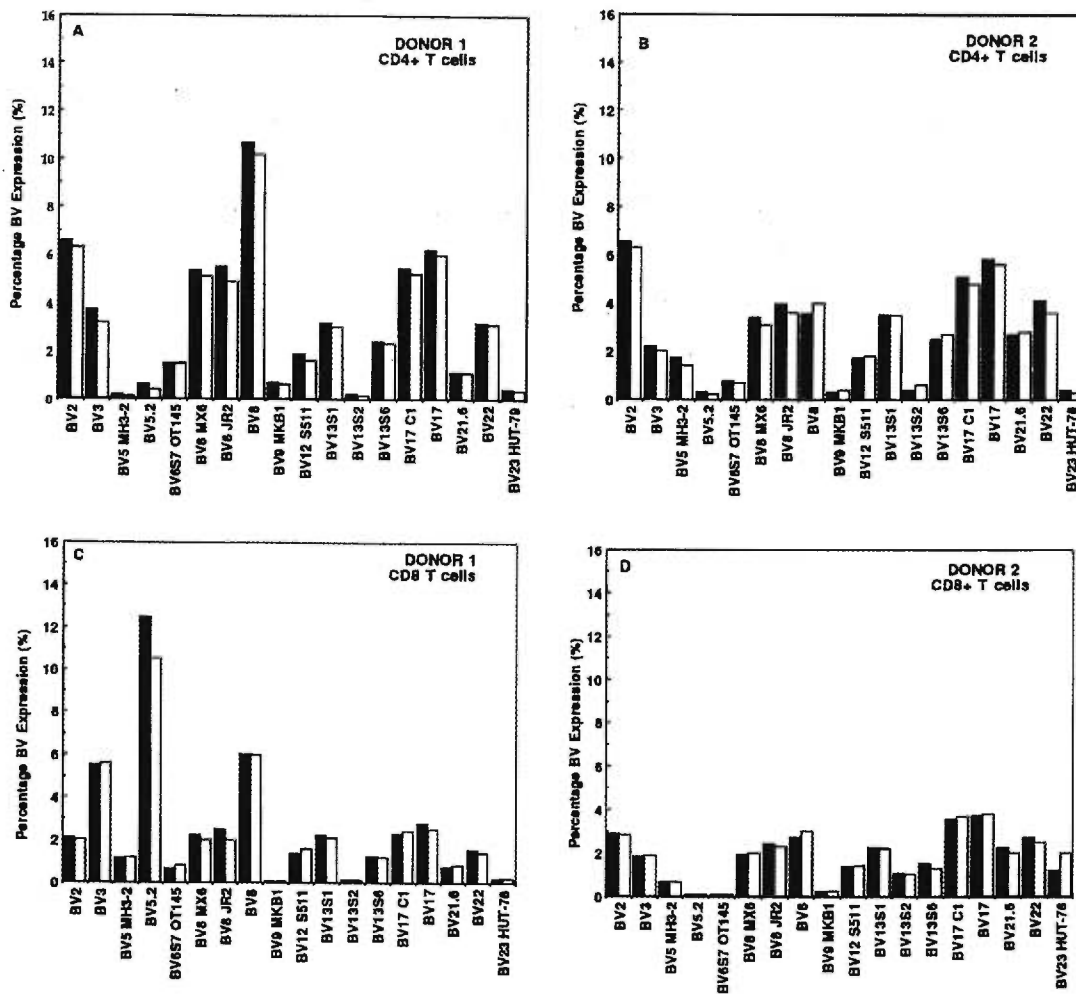 A
DONOR 1
CD4+ T cells
Percentage BV Expression (%)
16
14
12
10
8
6
4
2
0
BV2
BV3
BV5 MH3-2
BV5.2
BV6S7 OT145
BV8 MX6
BV8 JR2
BV8
BV9 MKB1
BV12 S511
BV13S1
BV13S2
BV13S6
BV17 C1
BV17
BV21.6
BV22
BV23 HUT-78
B
DONOR 2
CD4+ T cells
Percentage BV Expression (%)
16
14
12
10
8
6
4
2
0
BV2
BV3
BV5 MH3-2
BV5.2
BV6S7 OT145
BV8 MX6
BV8 JR2
BV8
BV9 MKB1
BV12 S511
BV13S1
BV13S2
BV13S6
BV17 C1
BV17
BV21.6
BV22
BV23 HUT-78
C
DONOR 1
CD8 T cells
Percentage BV Expression (%)
16
14
12
10
8
6
4
2
0
BV2
BV3
BV5 MH3-2
BV5.2
BV6S7 OT145
BV8 MX6
BV8 JR2
BV8
BV9 MKB1
BV12 S511
BV13S1
BV13S2
BV13S6
BV17 C1
BV17
BV21.6
BV22
BV23 HUT-78
D
DONOR 2
CD8+ T cells
Percentage BV Expression (%)
16
14
12
10
8
6
4
2
0
BV2
BV3
BV5 MH3-2
BV5.2
BV6S7 OT145
BV8 MX6
BV8 JR2
BV8
BV9 MKB1
BV12 S511
BV13S1
BV13S2
BV13S6
BV17 C1
BV17
BV21.6
BV22
BV23 HUT-78